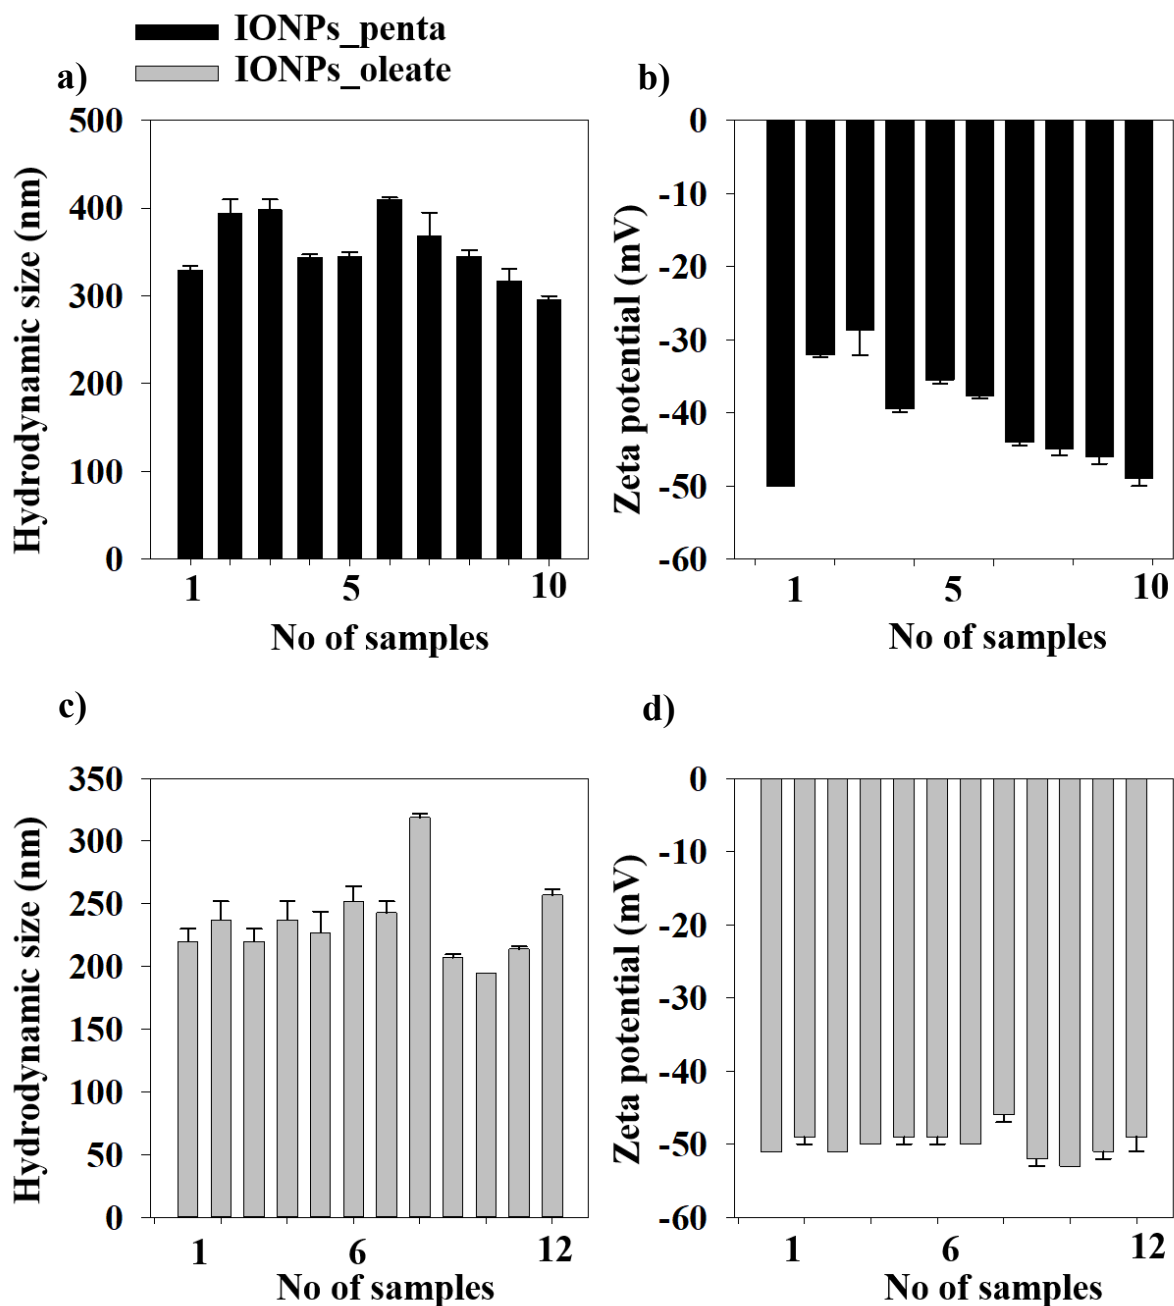 IONPs_penta
IONPs_oleate
a)
500
400
300
200
100
0
Hydrodynamic size (nm)
1 5 10
No of samples
b)
0
-10
-20
-30
-40
-50
-60
Zeta potential (mV)
1 5 10
No of samples
c)
350
300
250
200
150
100
50
0
Hydrodynamic size (nm)
1 6 12
No of samples
d)
0
-10
-20
-30
-40
-50
-60
Zeta potential (mV)
1 6 12
No of samples